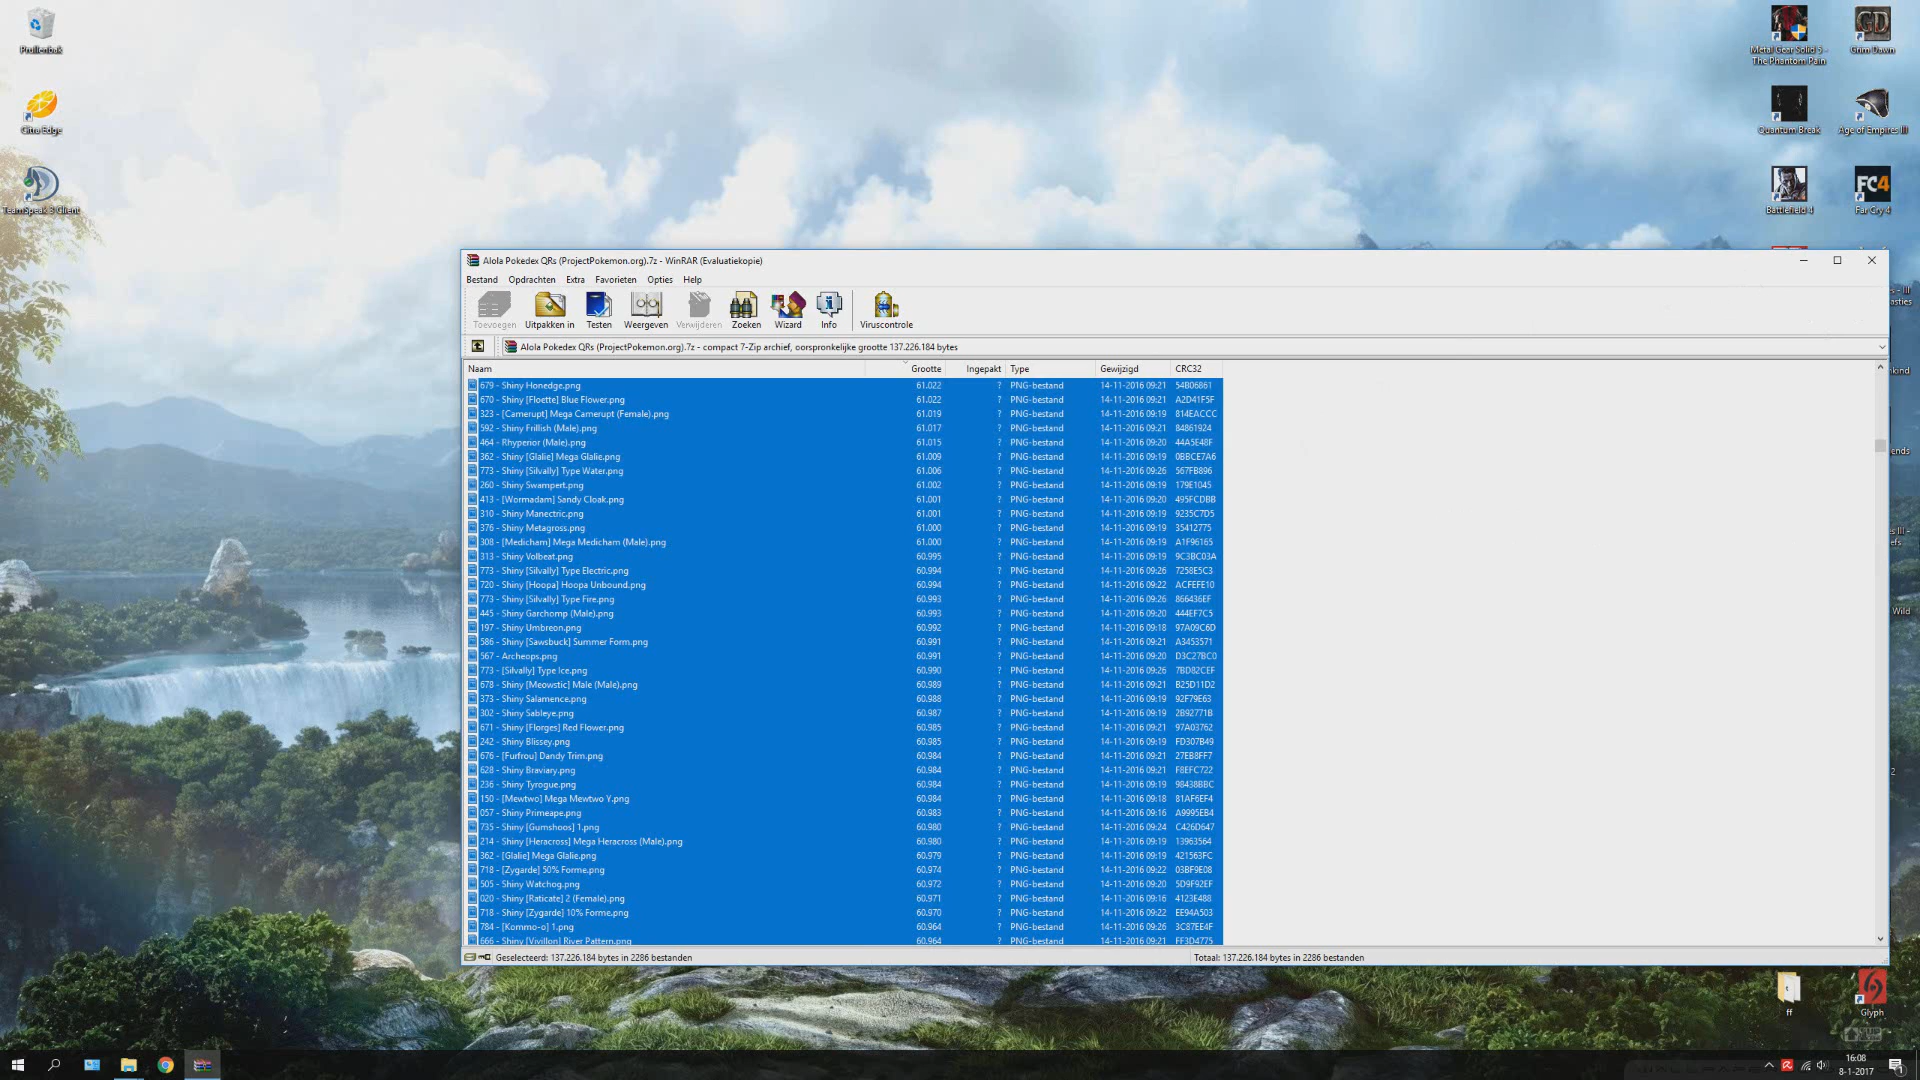 Prullenbak
Citra Edge
TeamSpeak 3 Client
Metal Gear Solid 5 -
The Phantom Pain
Grim Dawn
Quantum Break
Age of Empires III
Battlefield 4
Far Cry 4
Alola Pokedex QRs (ProjectPokemon.org).7z - WinRAR (Evaluatiekopie)
Bestand Opdrachten Extra Favorieten Opties Help
Toevoegen Uitpakken in Testen Weergeven Verwijderen Zoeken Wizard Info Viruscontrole
Alola Pokedex QRs (ProjectPokemon.org).7z - compact 7-Zip archief, oorspronkelijke grootte 137.226.184 bytes
Naam Grootte Ingepakt Type Gewijzigd CRC32
679 - Shiny Honedge.png 61.022 ? PNG-bestand 14-11-2016 09:21 54B06861
670 - Shiny [Floette] Blue Flower.png 61.022 ? PNG-bestand 14-11-2016 09:21 A2D41F5F
323 - [Camerupt] Mega Camerupt (Female).png 61.019 ? PNG-bestand 14-11-2016 09:19 814EACCC
592 - Shiny Frillish (Male).png 61.017 ? PNG-bestand 14-11-2016 09:21 84861924
464 - Rhyperior (Male).png 61.015 ? PNG-bestand 14-11-2016 09:20 44A5E48F
362 - Shiny [Glalie] Mega Glalie.png 61.009 ? PNG-bestand 14-11-2016 09:19 0BBCE7A6
773 - Shiny [Silvally] Type Water.png 61.006 ? PNG-bestand 14-11-2016 09:26 567FB896
260 - Shiny Swampert.png 61.002 ? PNG-bestand 14-11-2016 09:19 179E1045
413 - [Wormadam] Sandy Cloak.png 61.001 ? PNG-bestand 14-11-2016 09:20 495FCDBB
310 - Shiny Manectric.png 61.001 ? PNG-bestand 14-11-2016 09:19 9235C7D5
376 - Shiny Metagross.png 61.000 ? PNG-bestand 14-11-2016 09:19 35412775
308 - [Medicham] Mega Medicham (Male).png 61.000 ? PNG-bestand 14-11-2016 09:19 A1F96165
313 - Shiny Volbeat.png 60.995 ? PNG-bestand 14-11-2016 09:19 9C3BC03A
773 - Shiny [Silvally] Type Electric.png 60.994 ? PNG-bestand 14-11-2016 09:26 7258E5C3
720 - Shiny [Hoopa] Hoopa Unbound.png 60.994 ? PNG-bestand 14-11-2016 09:22 ACFEFE10
773 - Shiny [Silvally] Type Fire.png 60.993 ? PNG-bestand 14-11-2016 09:26 866436EF
445 - Shiny Garchomp (Male).png 60.993 ? PNG-bestand 14-11-2016 09:20 444EF7C5
197 - Shiny Umbreon.png 60.992 ? PNG-bestand 14-11-2016 09:18 97A09C6D
586 - Shiny [Sawsbuck] Summer Form.png 60.991 ? PNG-bestand 14-11-2016 09:21 A3453571
567 - Archeops.png 60.991 ? PNG-bestand 14-11-2016 09:20 D3C27BC0
773 - [Silvally] Type Ice.png 60.990 ? PNG-bestand 14-11-2016 09:26 7BD82CEF
678 - Shiny [Meowstic] Male (Male).png 60.989 ? PNG-bestand 14-11-2016 09:21 B25D11D2
373 - Shiny Salamence.png 60.988 ? PNG-bestand 14-11-2016 09:19 92F79E63
302 - Shiny Sableye.png 60.987 ? PNG-bestand 14-11-2016 09:19 2B92771B
671 - Shiny [Florges] Red Flower.png 60.985 ? PNG-bestand 14-11-2016 09:21 97A03762
242 - Shiny Blissey.png 60.985 ? PNG-bestand 14-11-2016 09:19 FD307B49
676 - [Furfrou] Dandy Trim.png 60.984 ? PNG-bestand 14-11-2016 09:21 27EB8FF7
628 - Shiny Braviary.png 60.984 ? PNG-bestand 14-11-2016 09:21 F8EFC722
236 - Shiny Tyrogue.png 60.984 ? PNG-bestand 14-11-2016 09:19 98438BBC
150 - [Mewtwo] Mega Mewtwo Y.png 60.984 ? PNG-bestand 14-11-2016 09:18 81AF6EF4
057 - Shiny Primeape.png 60.983 ? PNG-bestand 14-11-2016 09:16 A9995EB4
735 - Shiny [Gumshoos] 1.png 60.980 ? PNG-bestand 14-11-2016 09:24 C426D647
214 - Shiny [Heracross] Mega Heracross (Male).png 60.980 ? PNG-bestand 14-11-2016 09:19 13963564
362 - [Glalie] Mega Glalie.png 60.979 ? PNG-bestand 14-11-2016 09:19 421563FC
718 - [Zygarde] 50% Forme.png 60.974 ? PNG-bestand 14-11-2016 09:22 03BF9E08
505 - Shiny Watchog.png 60.972 ? PNG-bestand 14-11-2016 09:20 5D9F92EF
020 - Shiny [Raticate] 2 (Female).png 60.971 ? PNG-bestand 14-11-2016 09:16 4123E488
718 - Shiny [Zygarde] 10% Forme.png 60.970 ? PNG-bestand 14-11-2016 09:22 EE94A503
784 - [Kommo-o] 1.png 60.964 ? PNG-bestand 14-11-2016 09:26 3C87EE4F
666 - Shiny [Vivillon] River Pattern.png 60.964 ? PNG-bestand 14-11-2016 09:21 FF3D4775
Geselecteerd: 137.226.184 bytes in 2286 bestanden Totaal: 137.226.184 bytes in 2286 bestanden
s - III
asties
nkind
ends
es III -
efs
Wild
2
ff
Glyph
16:08
8-1-2017